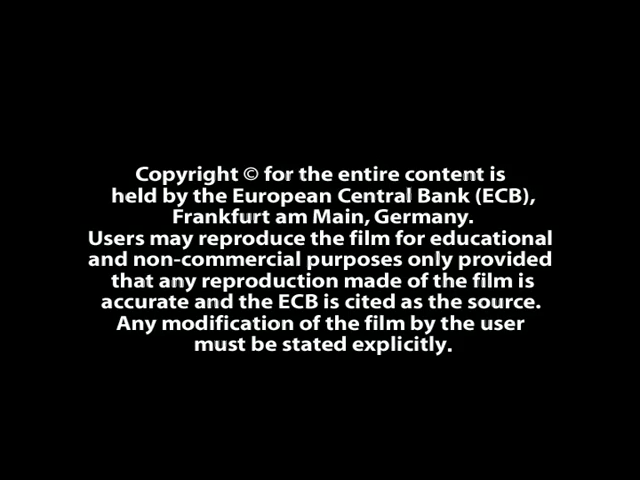 Copyright © for the entire content is
held by the European Central Bank (ECB),
Frankfurt am Main, Germany.
Users may reproduce the film for educational
and non-commercial purposes only provided
that any reproduction made of the film is
accurate and the ECB is cited as the source.
Any modification of the film by the user
must be stated explicitly.